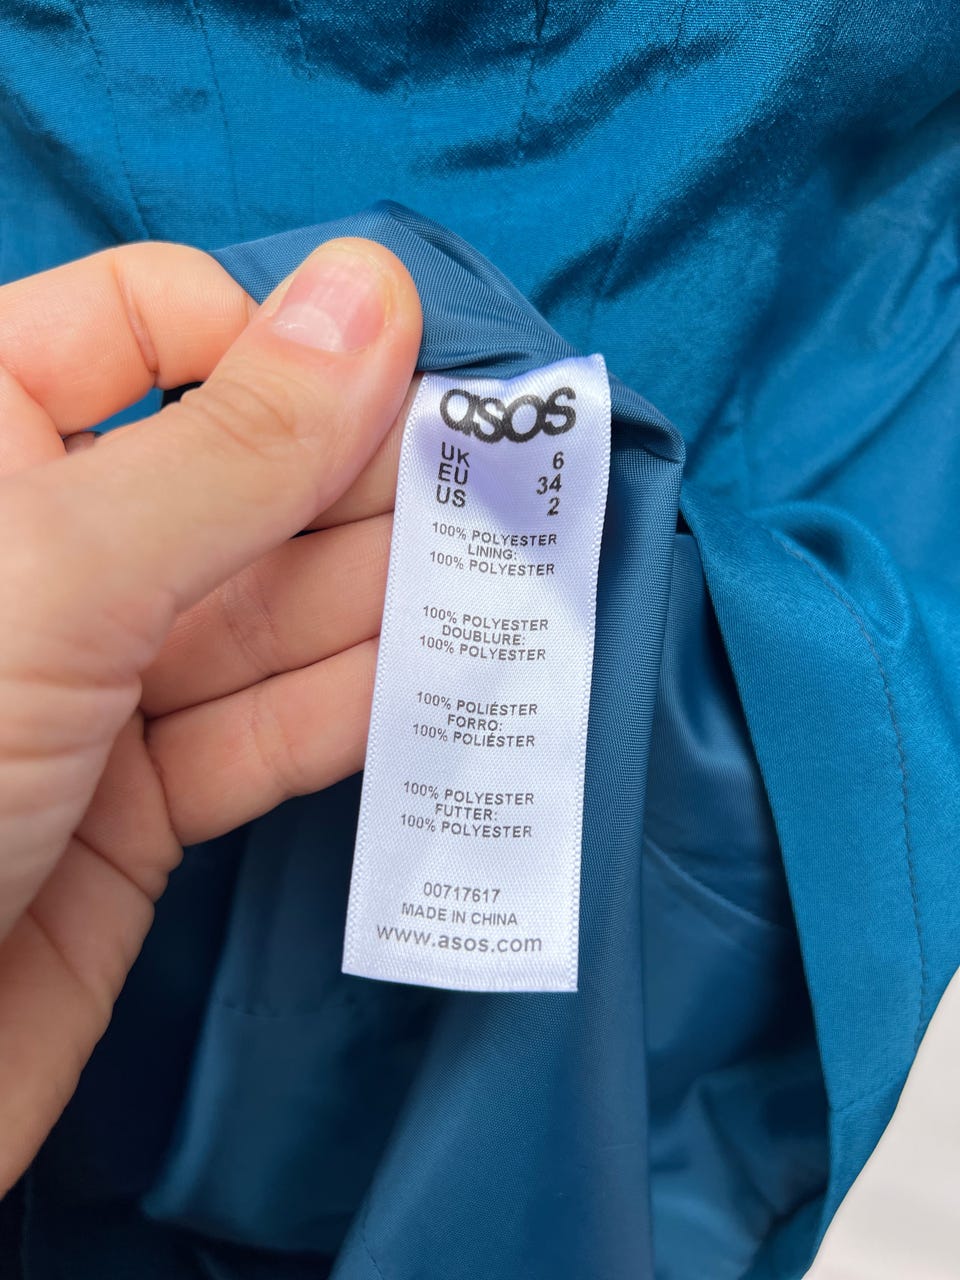 asos
UK 6
EU 34
US 2
100% POLYESTER
LINING:
100% POLYESTER
100% POLYESTER
DOUBLURE:
100% POLYESTER
100% POLIÉSTER
FORRO:
100% POLIÉSTER
100% POLYESTER
FUTTER:
100% POLYESTER
00717617
MADE IN CHINA
www.asos.com